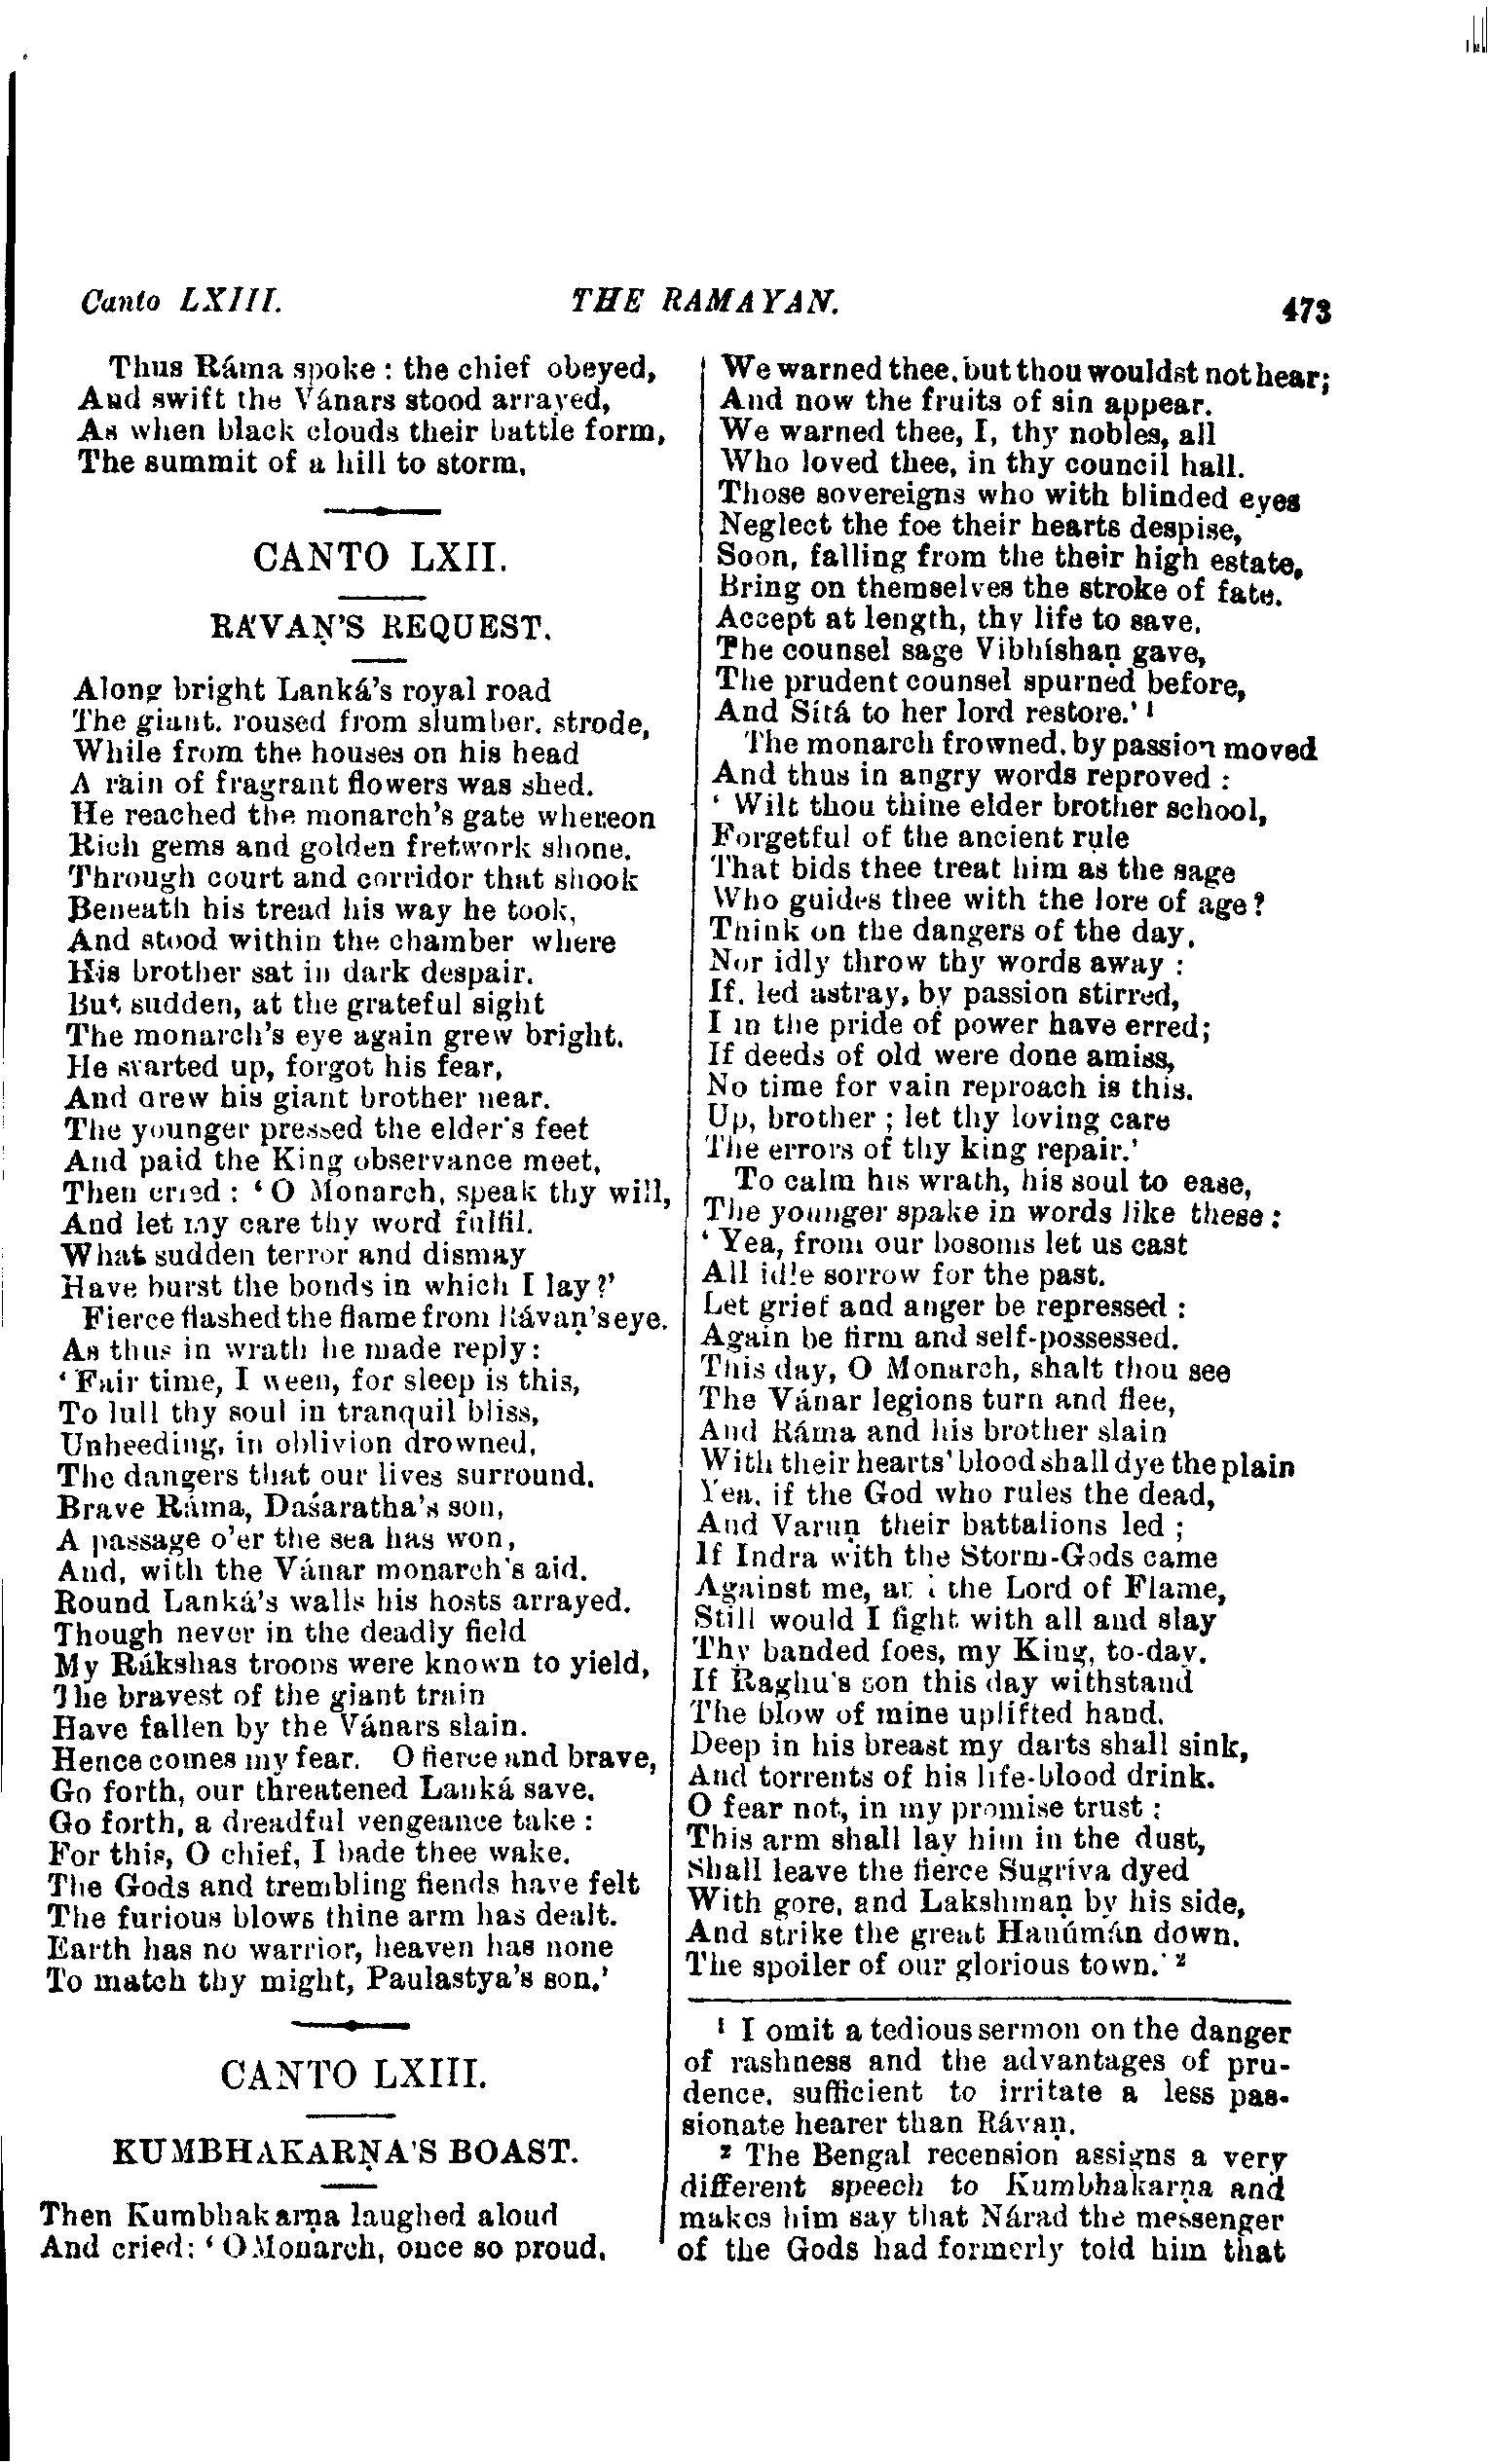 Canto LXIII.
THE RAMAYAN.
473
Thus Ráma spoke : the chief obeyed,
And swift the Vánars stood arrayed,
As when black clouds their battle form,
The summit of a hill to storm.
CANTO LXII.
RÁVAṆ'S REQUEST.
Along bright Lanká's royal road
The giant. roused from slumber. strode,
While from the houses on his head
A rain of fragrant flowers was shed.
He reached the monarch's gate whereon
Rich gems and golden fretwork shone.
Through court and corridor that shook
Beneath his tread his way he took,
And stood within the chamber where
His brother sat in dark despair.
But sudden, at the grateful sight
The monarch's eye again grew bright.
He started up, forgot his fear,
And drew his giant brother near.
The younger pressed the elder's feet
And paid the King observance meet,
Then cried : ‘ O Monarch, speak thy will,
And let my care thy word fulfil.
What sudden terror and dismay
Have burst the bonds in which I lay?’
Fierce flashed the flame from Rávaṇ's eye.
As thus in wrath he made reply:
‘ Fair time, I ween, for sleep is this,
To lull thy soul in tranquil bliss,
Unheeding, in oblivion drowned,
The dangers that our lives surround.
Brave Ráma, Daśaratha's son,
A passage o'er the sea has won,
And, with the Vánar monarch's aid.
Round Lanká's walls his hosts arrayed.
Though never in the deadly field
My Rákshas troops were known to yield,
The bravest of the giant train
Have fallen by the Vánars slain.
Hence comes my fear. O fierce and brave,
Go forth, our threatened Lanká save.
Go forth, a dreadful vengeance take :
For this, O chief, I bade thee wake.
The Gods and trembling fiends have felt
The furious blows thine arm has dealt.
Earth has no warrior, heaven has none
To match thy might, Paulastya's son.’
CANTO LXIII.
KUMBHAKARṆA'S BOAST.
Then Kumbhakarṇa laughed aloud
And cried: ‘ O Monarch, once so proud.
We warned thee. but thou wouldst not hear;
And now the fruits of sin appear.
We warned thee, I, thy nobles, all
Who loved thee, in thy council hall.
Those sovereigns who with blinded eyes
Neglect the foe their hearts despise,
Soon, falling from the their high estate,
Bring on themselves the stroke of fate.
Accept at length, thy life to save.
The counsel sage Vibhíshaṇ gave,
The prudent counsel spurned before,
And Sítá to her lord restore.’ ¹
The monarch frowned. by passion moved
And thus in angry words reproved :
‘ Wilt thou thine elder brother school,
Forgetful of the ancient rule
That bids thee treat him as the sage
Who guides thee with the lore of age?
Think on the dangers of the day.
Nor idly throw thy words away :
If. led astray, by passion stirred,
I in the pride of power have erred;
If deeds of old were done amiss,
No time for vain reproach is this.
Up, brother ; let thy loving care
The errors of thy king repair.’
To calm his wrath, his soul to ease,
The younger spake in words like these :
‘ Yea, from our bosoms let us cast
All idle sorrow for the past.
Let grief and anger be repressed :
Again be firm and self-possessed.
This day, O Monarch, shalt thou see
The Vánar legions turn and flee,
And Ráma and his brother slain
With their hearts' blood shall dye the plain
Yea. if the God who rules the dead,
And Varuṇ their battalions led ;
If Indra with the Storm-Gods came
Against me, and the Lord of Flame,
Still would I fight with all and slay
Thy banded foes, my King, to-day.
If Raghu's son this day withstand
The blow of mine uplifted hand.
Deep in his breast my darts shall sink,
And torrents of his life-blood drink.
O fear not, in my promise trust :
This arm shall lay him in the dust,
Shall leave the fierce Sugríva dyed
With gore, and Lakshmaṇ by his side,
And strike the great Hanúmán down.
The spoiler of our glorious town.’ ²
¹ I omit a tedious sermon on the danger
of rashness and the advantages of pru-
dence. sufficient to irritate a less pas-
sionate hearer than Rávaṇ.
² The Bengal recension assigns a very
different speech to Kumbhakarṇa and
makes him say that Nárad the messenger
of the Gods had formerly told him that